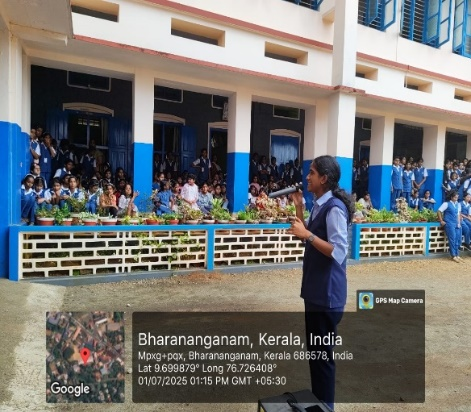 GPS Map Camera
Bharananganam, Kerala, India
Mpxg+pqx, Bharananganam, Kerala 686578, India
Lat 9.699879° Long 76.726408°
01/07/2025 01:15 PM GMT +05:30
Google